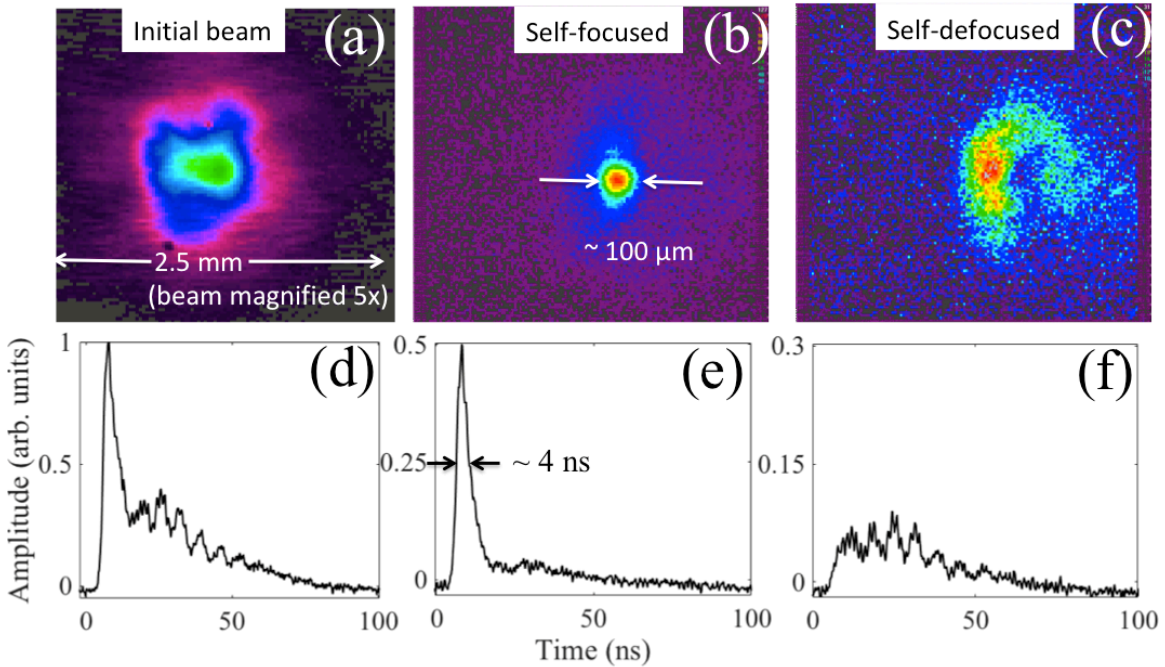 Initial beam (a)
Self-focused (b)
Self-defocused (c)
2.5 mm
(beam magnified 5x)
~ 100 μm
127
31
Amplitude (arb. units)
1
0.5
0
0 50 100
(d)
0.5
0.25
0
0 50 100
(e)
~ 4 ns
0.3
0.15
0
0 50 100
(f)
Time (ns)